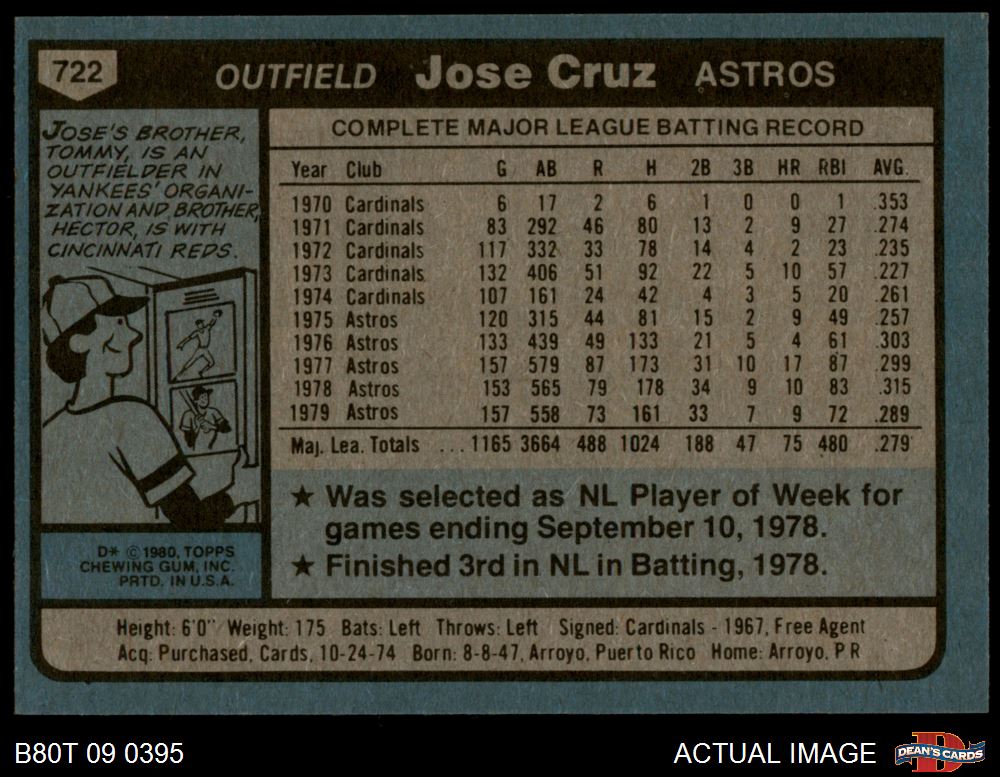 722 OUTFIELD Jose Cruz ASTROS
JOSE'S BROTHER,
TOMMY, IS AN
OUTFIELDER IN
YANKEES' ORGANI-
ZATION AND BROTHER,
HECTOR, IS WITH
CINCINNATI REDS.
D* © 1980, TOPPS
CHEWING GUM, INC.
PRTD. IN U.S.A.
COMPLETE MAJOR LEAGUE BATTING RECORD
Year Club G AB R H 2B 3B HR RBI AVG.
1970 Cardinals 6 17 2 6 1 0 0 1 .353
1971 Cardinals 83 292 46 80 13 2 9 27 .274
1972 Cardinals 117 332 33 78 14 4 2 23 .235
1973 Cardinals 132 406 51 92 22 5 10 57 .227
1974 Cardinals 107 161 24 42 4 3 5 20 .261
1975 Astros 120 315 44 81 15 2 9 49 .257
1976 Astros 133 439 49 133 21 5 4 61 .303
1977 Astros 157 579 87 173 31 10 17 87 .299
1978 Astros 153 565 79 178 34 9 10 83 .315
1979 Astros 157 558 73 161 33 7 9 72 .289
Maj. Lea. Totals ... 1165 3664 488 1024 188 47 75 480 .279
★ Was selected as NL Player of Week for
games ending September 10, 1978.
★ Finished 3rd in NL in Batting, 1978.
Height: 6'0" Weight: 175 Bats: Left Throws: Left Signed: Cardinals - 1967, Free Agent
Acq: Purchased, Cards, 10-24-74 Born: 8-8-47, Arroyo, Puerto Rico Home: Arroyo, P R
B80T 09 0395 ACTUAL IMAGE DEAN'S CARDS